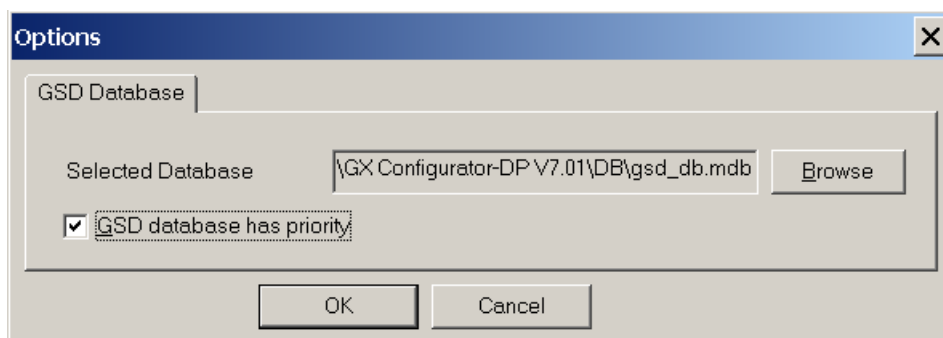 Options
GSD Database
Selected Database \GX Configurator-DP V7.01\DB\gsd_db.mdb Browse
GSD database has priority
OK Cancel